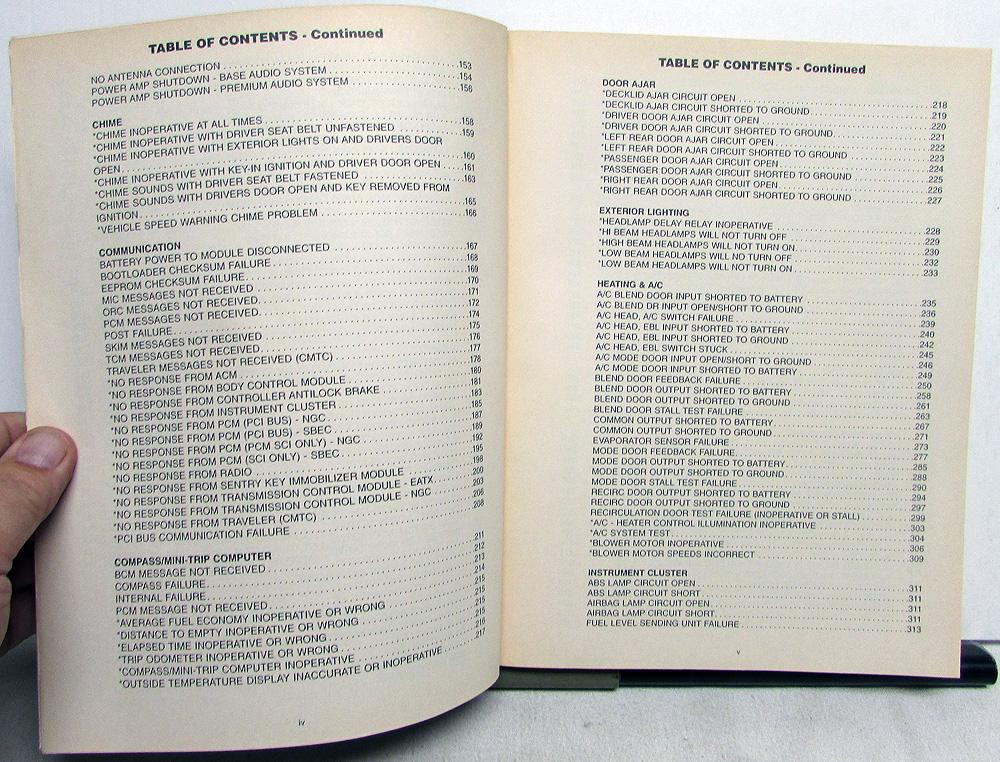 TABLE OF CONTENTS - Continued
NO ANTENNA CONNECTION . . . 153
POWER AMP SHUTDOWN - BASE AUDIO SYSTEM . . . 154
POWER AMP SHUTDOWN - PREMIUM AUDIO SYSTEM . . . 156
CHIME
*CHIME INOPERATIVE AT ALL TIMES . . . 158
*CHIME INOPERATIVE WITH DRIVER SEAT BELT UNFASTENED . . . 159
*CHIME INOPERATIVE WITH EXTERIOR LIGHTS ON AND DRIVERS DOOR
OPEN . . . 160
*CHIME INOPERATIVE WITH KEY-IN IGNITION AND DRIVER DOOR OPEN . . . 161
*CHIME SOUNDS WITH DRIVER SEAT BELT FASTENED . . . 163
*CHIME SOUNDS WITH DRIVERS DOOR OPEN AND KEY REMOVED FROM
IGNITION . . . 165
*VEHICLE SPEED WARNING CHIME PROBLEM . . . 166
COMMUNICATION
BATTERY POWER TO MODULE DISCONNECTED . . . 167
BOOTLOADER CHECKSUM FAILURE . . . 168
EEPROM CHECKSUM FAILURE . . . 169
MIC MESSAGES NOT RECEIVED . . . 170
ORC MESSAGES NOT RECEIVED . . . 171
PCM MESSAGES NOT RECEIVED . . . 172
POST FAILURE . . . 174
SKIM MESSAGES NOT RECEIVED . . . 175
TCM MESSAGES NOT RECEIVED . . . 176
TRAVELER MESSAGES NOT RECEIVED (CMTC) . . . 177
*NO RESPONSE FROM ACM . . . 178
*NO RESPONSE FROM BODY CONTROL MODULE . . . 180
*NO RESPONSE FROM CONTROLLER ANTILOCK BRAKE . . . 181
*NO RESPONSE FROM INSTRUMENT CLUSTER . . . 183
*NO RESPONSE FROM PCM (PCI BUS) - NGC . . . 185
*NO RESPONSE FROM PCM (PCI BUS) - SBEC . . . 187
*NO RESPONSE FROM PCM (PCM SCI ONLY) - NGC . . . 189
*NO RESPONSE FROM PCM (SCI ONLY) - SBEC . . . 192
*NO RESPONSE FROM RADIO . . . 195
*NO RESPONSE FROM SENTRY KEY IMMOBILIZER MODULE . . . 198
*NO RESPONSE FROM TRANSMISSION CONTROL MODULE - EATX . . . 200
*NO RESPONSE FROM TRANSMISSION CONTROL MODULE - NGC . . . 203
*NO RESPONSE FROM TRAVELER (CMTC) . . . 206
*PCI BUS COMMUNICATION FAILURE . . . 208
COMPASS/MINI-TRIP COMPUTER
BCM MESSAGE NOT RECEIVED . . . 211
COMPASS FAILURE . . . 212
INTERNAL FAILURE . . . 213
PCM MESSAGE NOT RECEIVED . . . 214
*AVERAGE FUEL ECONOMY INOPERATIVE OR WRONG . . . 215
*DISTANCE TO EMPTY INOPERATIVE OR WRONG . . . 215
*ELAPSED TIME INOPERATIVE OR WRONG . . . 215
*TRIP ODOMETER INOPERATIVE OR WRONG . . . 215
*COMPASS/MINI-TRIP COMPUTER INOPERATIVE . . . 216
*OUTSIDE TEMPERATURE DISPLAY INACCURATE OR INOPERATIVE . . . 217
iv
TABLE OF CONTENTS - Continued
DOOR AJAR
*DECKLID AJAR CIRCUIT OPEN . . . 218
*DECKLID AJAR CIRCUIT SHORTED TO GROUND . . . 219
*DRIVER DOOR AJAR CIRCUIT OPEN . . . 220
*DRIVER DOOR AJAR CIRCUIT SHORTED TO GROUND . . . 221
*LEFT REAR DOOR AJAR CIRCUIT OPEN . . . 222
*LEFT REAR DOOR AJAR CIRCUIT SHORTED TO GROUND . . . 223
*PASSENGER DOOR AJAR CIRCUIT OPEN . . . 224
*PASSENGER DOOR AJAR CIRCUIT SHORTED TO GROUND . . . 225
*RIGHT REAR DOOR AJAR CIRCUIT OPEN . . . 226
*RIGHT REAR DOOR AJAR CIRCUIT SHORTED TO GROUND . . . 227
EXTERIOR LIGHTING
*HEADLAMP DELAY RELAY INOPERATIVE . . . 228
*HI BEAM HEADLAMPS WILL NOT TURN OFF . . . 229
*HIGH BEAM HEADLAMPS WILL NOT TURN ON . . . 230
*LOW BEAM HEADLAMPS WILL NO TURN OFF . . . 232
*LOW BEAM HEADLAMPS WILL NOT TURN ON . . . 233
HEATING & A/C
A/C BLEND DOOR INPUT SHORTED TO BATTERY . . . 235
A/C BLEND DR INPUT OPEN/SHORT TO GROUND . . . 236
A/C HEAD, A/C SWITCH FAILURE . . . 239
A/C HEAD, EBL INPUT SHORTED TO BATTERY . . . 240
A/C HEAD, EBL INPUT SHORTED TO GROUND . . . 242
A/C HEAD, EBL SWITCH STUCK . . . 245
A/C MODE DOOR INPUT OPEN/SHORT TO GROUND . . . 246
A/C MODE DOOR INPUT SHORTED TO BATTERY . . . 249
BLEND DOOR FEEDBACK FAILURE . . . 250
BLEND DOOR OUTPUT SHORTED TO BATTERY . . . 258
BLEND DOOR OUTPUT SHORTED TO GROUND . . . 261
BLEND DOOR STALL TEST FAILURE . . . 263
COMMON OUTPUT SHORTED TO BATTERY . . . 267
COMMON OUTPUT SHORTED TO GROUND . . . 271
EVAPORATOR SENSOR FAILURE . . . 273
MODE DOOR FEEDBACK FAILURE . . . 277
MODE DOOR OUTPUT SHORTED TO BATTERY . . . 285
MODE DOOR OUTPUT SHORTED TO GROUND . . . 288
MODE DOOR STALL TEST FAILURE . . . 290
RECIRC DOOR OUTPUT SHORTED TO BATTERY . . . 294
RECIRC DOOR OUTPUT SHORTED TO GROUND . . . 297
RECIRCULATION DOOR TEST FAILURE (INOPERATIVE OR STALL) . . . 299
*A/C - HEATER CONTROL ILLUMINATION INOPERATIVE . . . 303
*A/C SYSTEM TEST . . . 304
*BLOWER MOTOR INOPERATIVE . . . 306
*BLOWER MOTOR SPEEDS INCORRECT . . . 309
INSTRUMENT CLUSTER
ABS LAMP CIRCUIT OPEN . . . 311
ABS LAMP CIRCUIT SHORT . . . 311
AIRBAG LAMP CIRCUIT OPEN . . . 311
AIRBAG LAMP CIRCUIT SHORT . . . 311
FUEL LEVEL SENDING UNIT FAILURE . . . 313
v